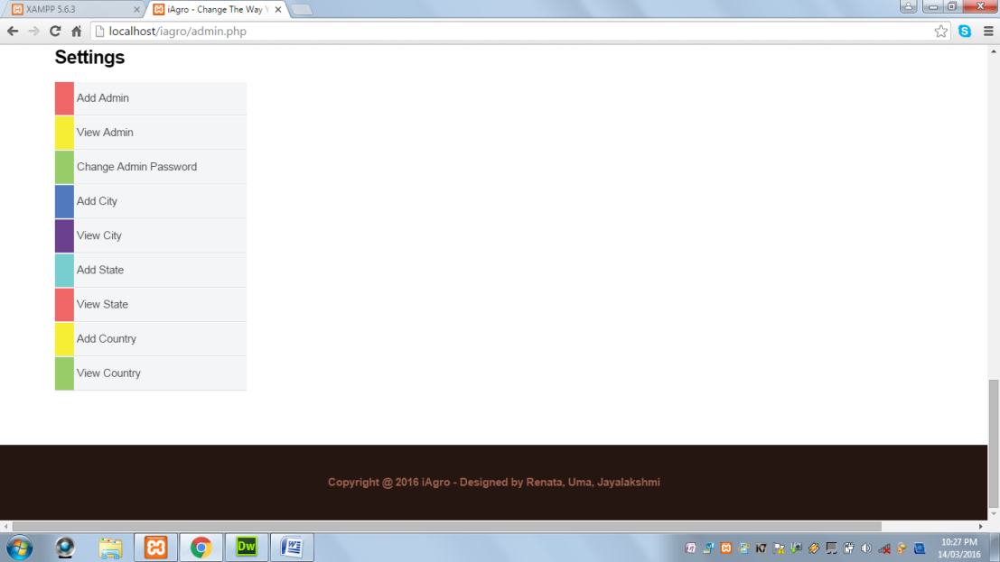 XAMPP 5.6.3
iAgro - Change The Way
localhost/iagro/admin.php
Settings
Add Admin
View Admin
Change Admin Password
Add City
View City
Add State
View State
Add Country
View Country
Copyright @ 2016 iAgro - Designed by Renata, Uma, Jayalakshmi
Dw
10:27 PM
14/03/2016